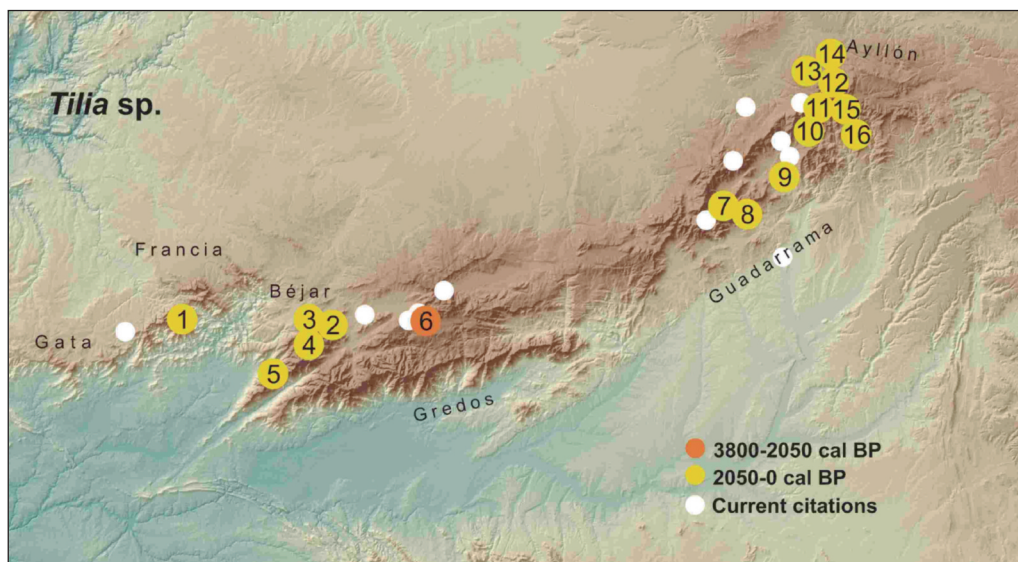 Tilia sp.
Ayllón
14
13
12
11
15
10
16
9
7
8
Guadarrama
Francia
Béjar
Gata
1
3
2
4
5
6
Gredos
3800-2050 cal BP
2050-0 cal BP
Current citations